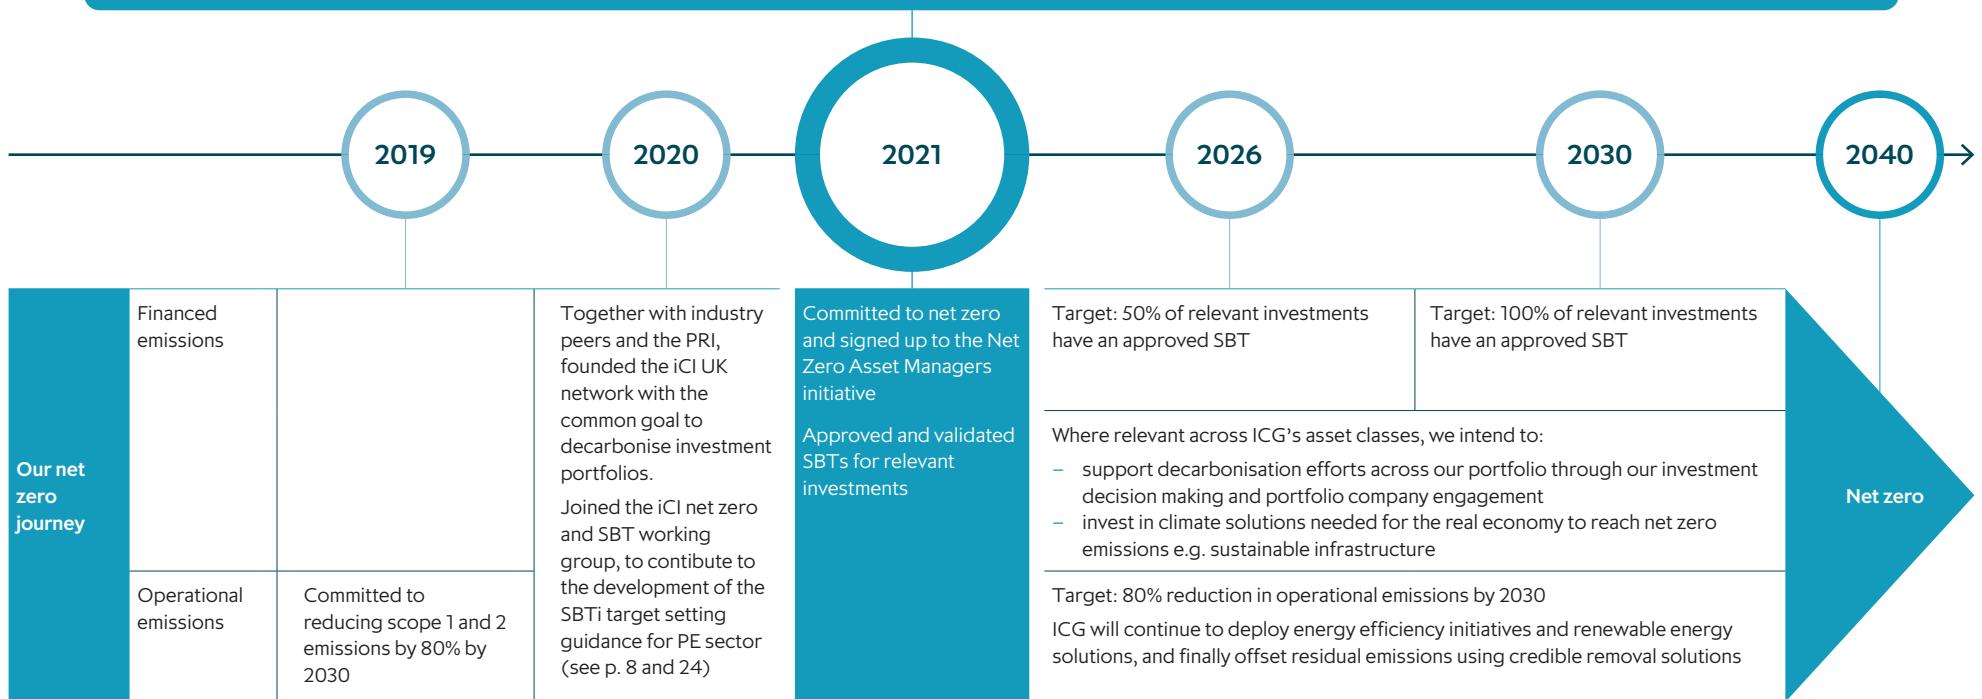 2019
2020
2021
2026
2030
2040
Our net
zero
journey
Financed
emissions
Operational
emissions
Committed to
reducing scope 1 and 2
emissions by 80% by
2030
Together with industry
peers and the PRI,
founded the iCI UK
network with the
common goal to
decarbonise investment
portfolios.
Joined the iCI net zero
and SBT working
group, to contibute to
the development of the
SBTi target setting
guidance for PE sector
(see p. 8 and 24)
Committed to net zero
and signed up to the Net
Zero Asset Managers
initiative
Approved and validated
SBTs for relevant
investments
Target: 50% of relevant investments
have an approved SBT
Target: 100% of relevant investments
have an approved SBT
Where relevant across ICG’s asset classes, we intend to:
– support decarbonisation efforts across our portfolio through our investment
decision making and portfolio company engagement
– invest in climate solutions needed for the real economy to reach net zero
emissions e.g. sustainable infrastructure
Target: 80% reduction in operational emissions by 2030
ICG will continue to deploy energy efficiency initiatives and renewable energy
solutions, and finally offset residual emissions using credible removal solutions
Net zero